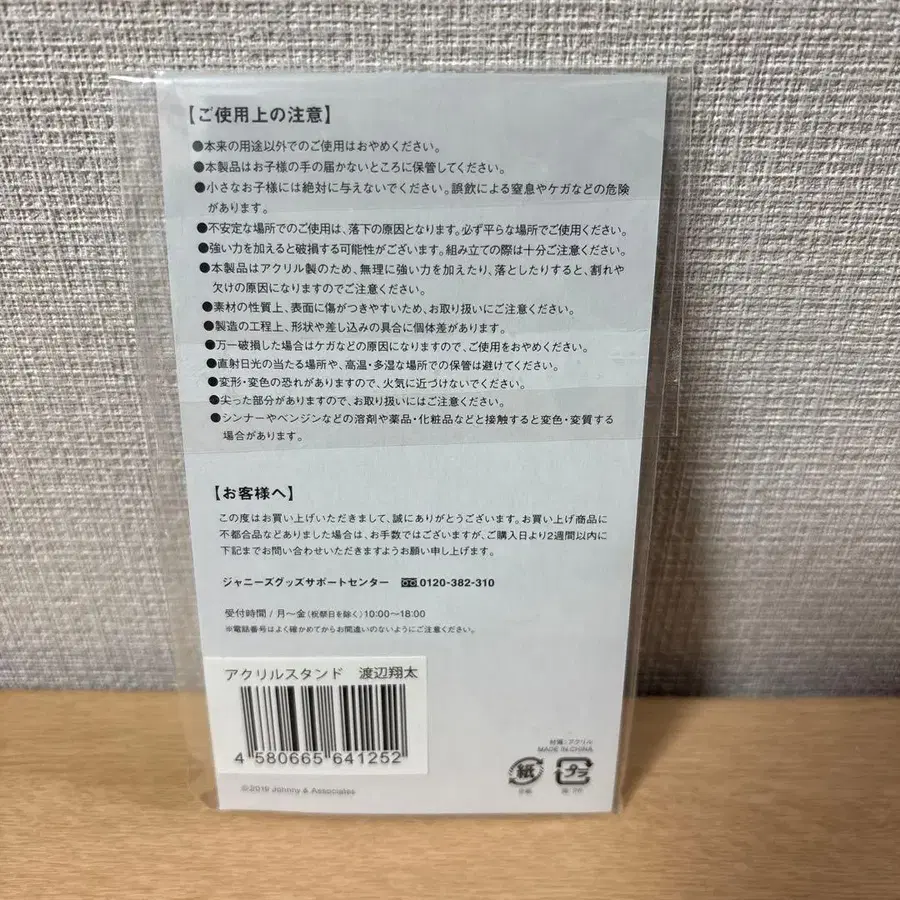 【ご使用上の注意】
●本来の用途以外でのご使用はおやめください。
●本製品はお子様の手の届かないところに保管してください。
●小さなお子様には絶対に与えないでください。誤飲による窒息やケガなどの危険
があります。
●不安定な場所でのご使用は、落下の原因となります。必ず平らな場所でご使用ください。
●強い力を加えると破損する可能性がございます。組み立ての際は十分ご注意ください。
●本製品はアクリル製のため、無理に強い力を加えたり、落としたりすると、割れや
欠けの原因になりますのでご注意ください。
●素材の性質上、表面に傷がつきやすいため、お取り扱いにご注意ください。
●製造の工程上、形状や差し込みの具合に個体差があります。
●万一破損した場合はケガなどの原因になりますので、ご使用をおやめください。
●直射日光の当たる場所や、高温・多湿な場所での保管は避けてください。
●変形・変色の恐れがありますので、火気に近づけないでください。
●尖った部分がありますので、お取り扱いにはご注意ください。
●シンナーやベンジンなどの溶剤や薬品・化粧品などと接触すると変色・変質する
場合があります。
【お客様へ】
この度はお買い上げいただきまして、誠にありがとうございます。お買い上げ商品に
不都合品などありました場合は、お手数ではございますが、ご購入日より2週間以内に
下記までお問い合わせいただきますようお願い申し上げます。
ジャニーズグッズサポートセンター 0120-382-310
受付時間 / 月〜金(祝祭日を除く)10:00〜18:00
※電話番号はよく確かめてからお間違いのないようにご注意ください。
アクリルスタンド 渡辺翔太
4 580665 641252
材質:アクリル
MADE IN CHINA
紙 プラ
©2019 Johnny & Associates